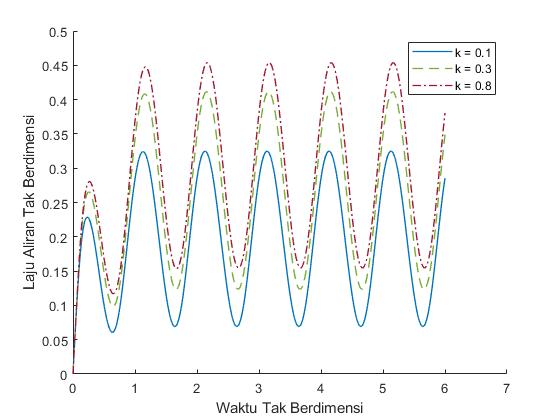 0.5
0.45
0.4
0.35
0.3
0.25
0.2
0.15
0.1
0.05
0
Laju Aliran Tak Berdimensi
k = 0.1
k = 0.3
k = 0.8
0 1 2 3 4 5 6 7
Waktu Tak Berdimensi